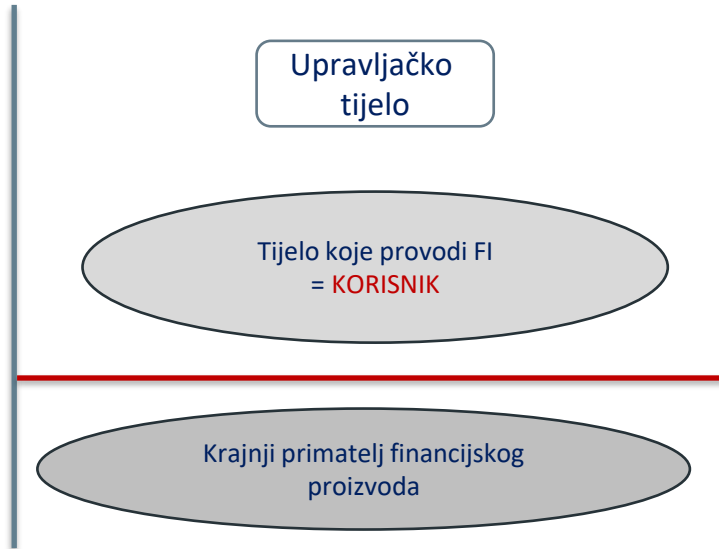 Upravljačko
tijelo
Tijelo koje provodi FI
= KORISNIK
Krajnji primatelj financijskog
proizvoda